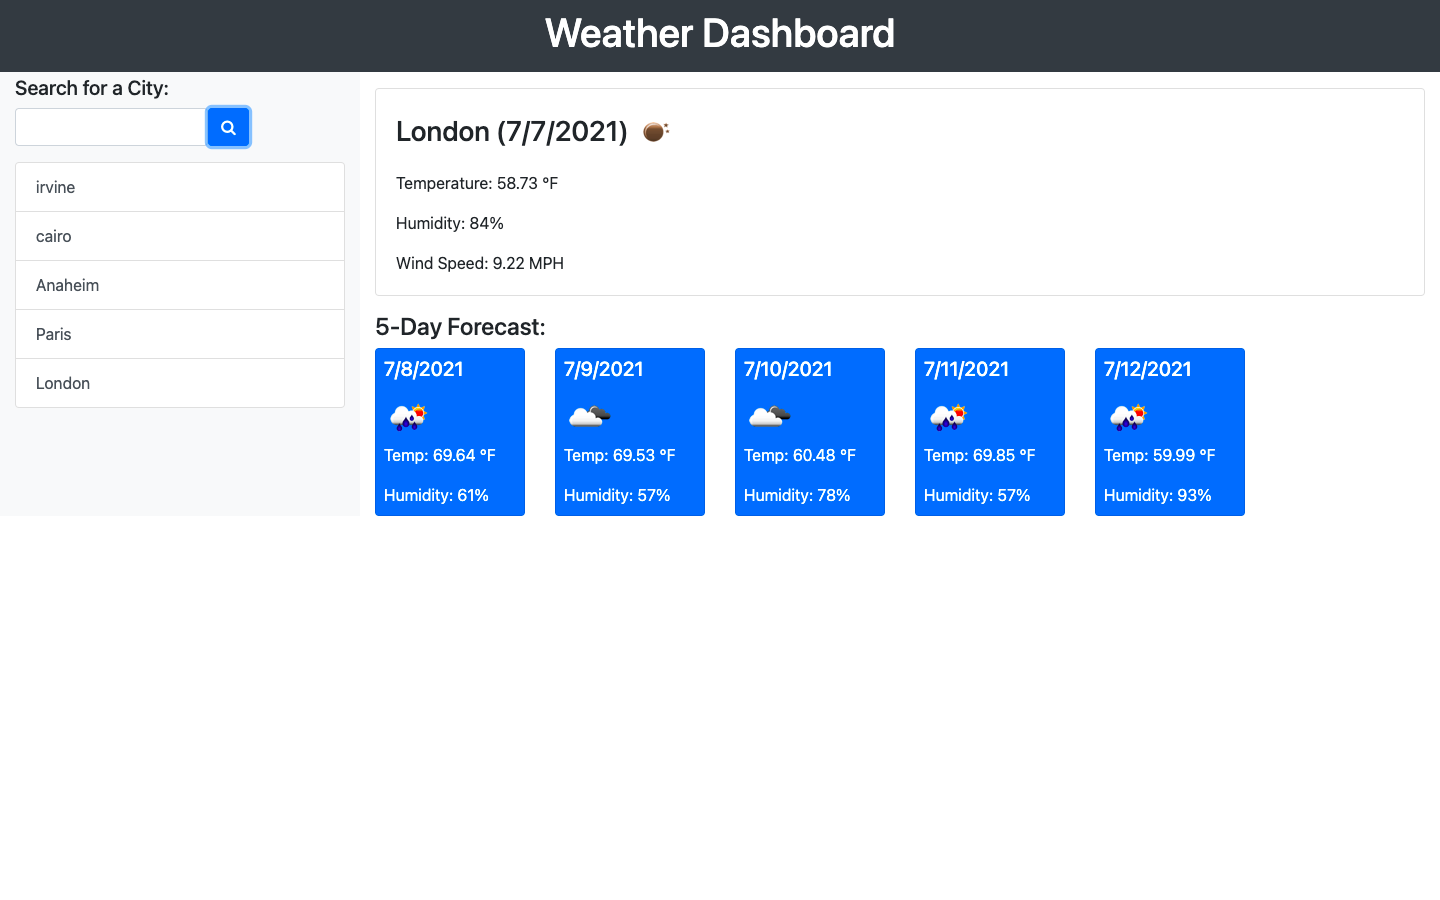 Weather Dashboard
Search for a City:
irvine
cairo
Anaheim
Paris
London
London (7/7/2021)
Temperature: 58.73 °F
Humidity: 84%
Wind Speed: 9.22 MPH
5-Day Forecast:
7/8/2021
Temp: 69.64 °F
Humidity: 61%
7/9/2021
Temp: 69.53 °F
Humidity: 57%
7/10/2021
Temp: 60.48 °F
Humidity: 78%
7/11/2021
Temp: 69.85 °F
Humidity: 57%
7/12/2021
Temp: 59.99 °F
Humidity: 93%